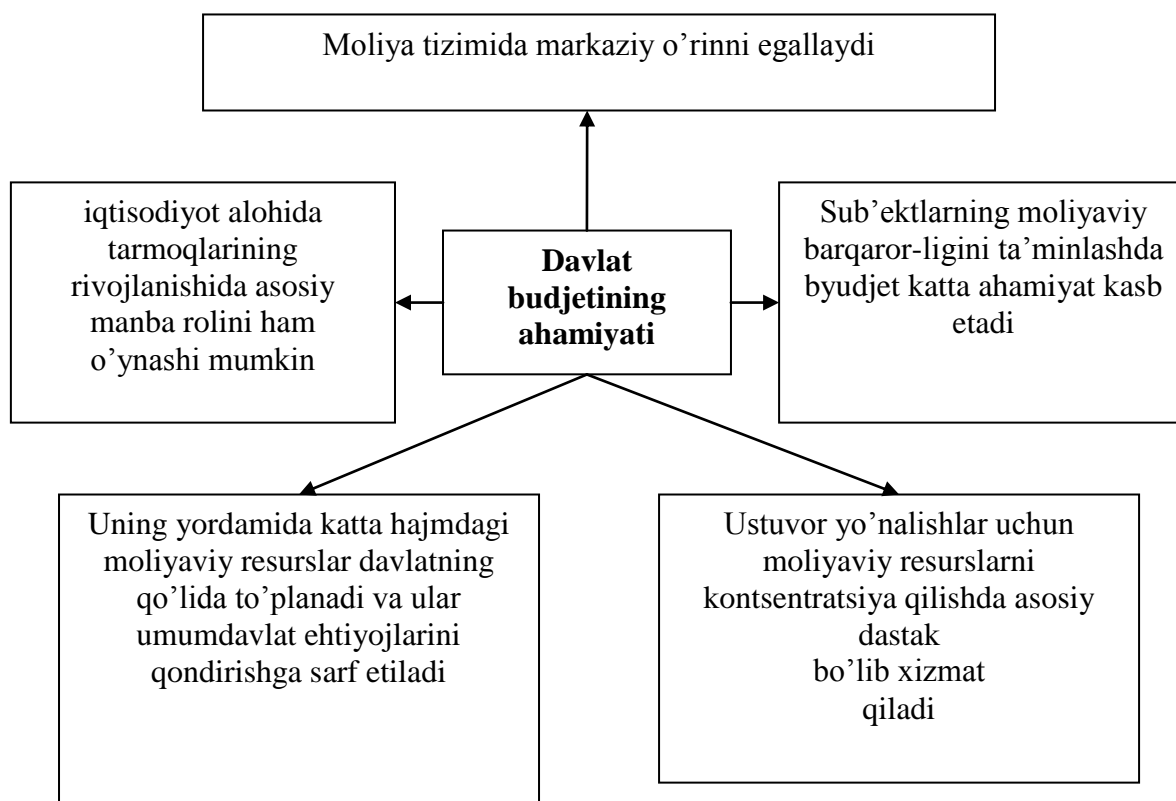 Moliya tizimida markaziy o’rinni egallaydi
iqtisodiyot alohida
tarmoqlarining
rivojlanishida asosiy
manba rolini ham
o’ynashi mumkin
Davlat
budjetining
ahamiyati
Sub’ektlarning moliyaviy
barqaror-ligini ta’minlashda
byudjet katta ahamiyat kasb
etadi
Uning yordamida katta hajmdagi
moliyaviy resurslar davlatning
qo’lida to’planadi va ular
umumdavlat ehtiyojlarini
qondirishga sarf etiladi
Ustuvor yo’nalishlar uchun
moliyaviy resurslarni
kontsentratsiya qilishda asosiy
dastak
bo’lib xizmat
qiladi